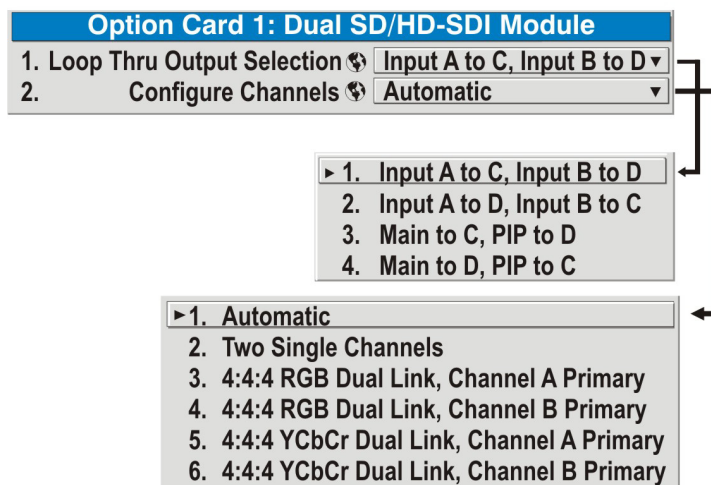 Option Card 1: Dual SD/HD-SDI Module
1. Loop Thru Output Selection Input A to C, Input B to D
2. Configure Channels Automatic
1. Input A to C, Input B to D
2. Input A to D, Input B to C
3. Main to C, PIP to D
4. Main to D, PIP to C
1. Automatic
2. Two Single Channels
3. 4:4:4 RGB Dual Link, Channel A Primary
4. 4:4:4 RGB Dual Link, Channel B Primary
5. 4:4:4 YCbCr Dual Link, Channel A Primary
6. 4:4:4 YCbCr Dual Link, Channel B Primary